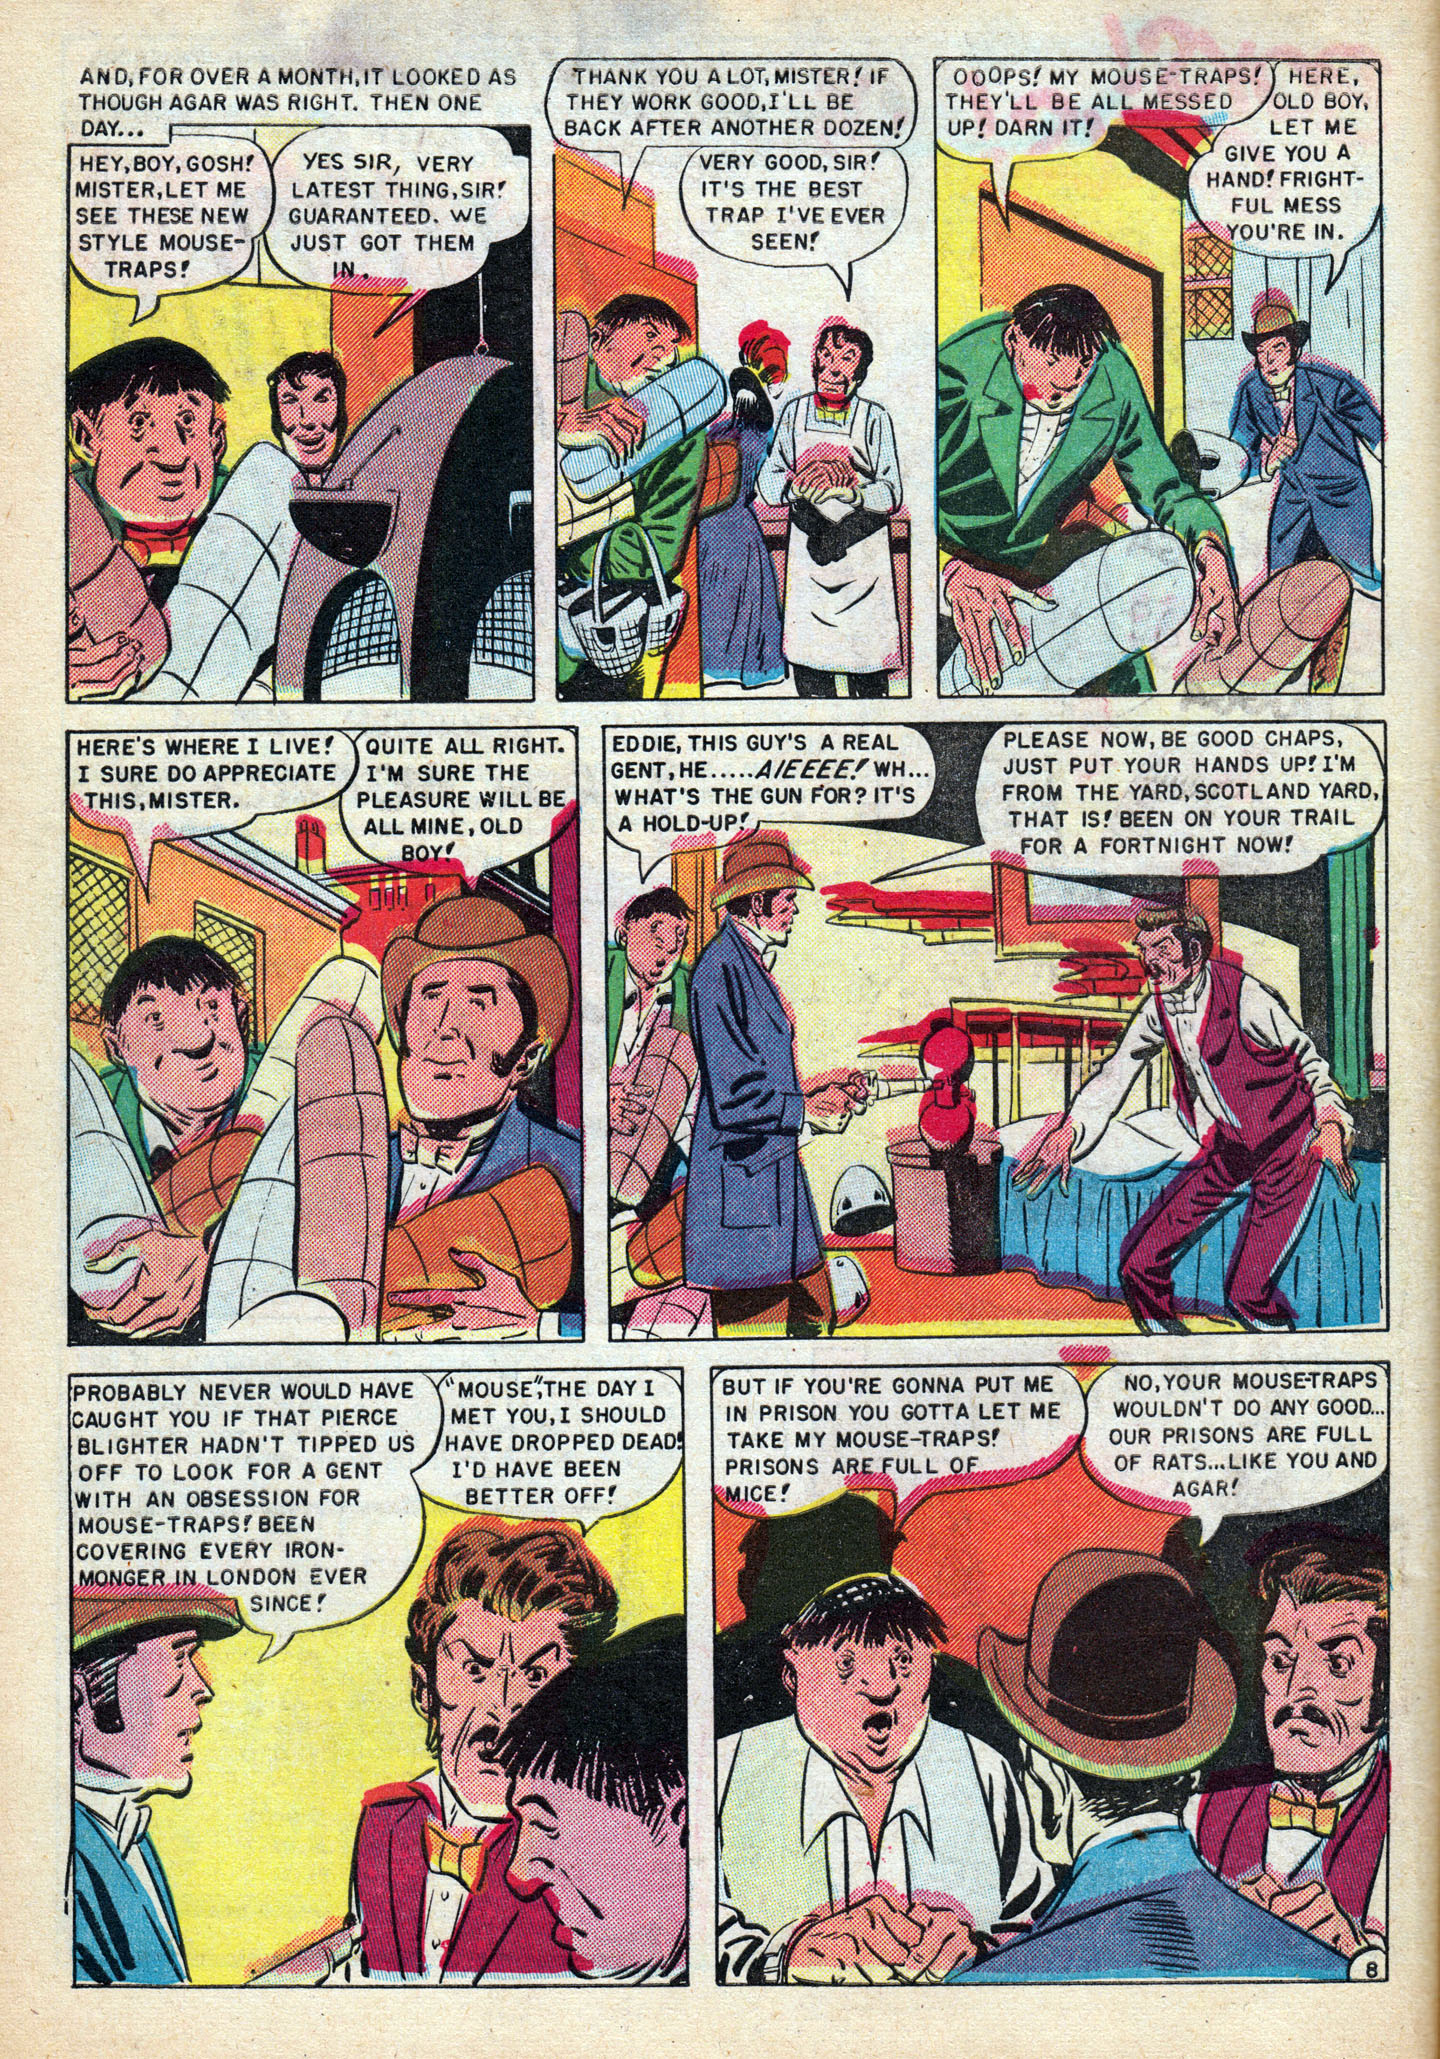 AND, FOR OVER A MONTH, IT LOOKED AS
THOUGH AGAR WAS RIGHT. THEN ONE
DAY...
HEY, BOY, GOSH!
MISTER, LET ME
SEE THESE NEW
STYLE MOUSE-
TRAPS!
YES SIR, VERY
LATEST THING, SIR!
GUARANTEED. WE
JUST GOT THEM
IN.
THANK YOU A LOT, MISTER! IF
THEY WORK GOOD, I'LL BE
BACK AFTER ANOTHER DOZEN!
VERY GOOD, SIR!
IT'S THE BEST
TRAP I'VE EVER
SEEN!
OOOPS! MY MOUSE-TRAPS!
THEY'LL BE ALL MESSED
UP! DARN IT!
HERE,
OLD BOY,
LET ME
GIVE YOU A
HAND! FRIGHT-
FUL MESS
YOU'RE IN.
HERE'S WHERE I LIVE!
I SURE DO APPRECIATE
THIS, MISTER.
QUITE ALL RIGHT.
I'M SURE THE
PLEASURE WILL BE
ALL MINE, OLD
BOY!
EDDIE, THIS GUY'S A REAL
GENT, HE.....AIEEEE! WH...
WHAT'S THE GUN FOR? IT'S
A HOLD-UP!
PLEASE NOW, BE GOOD CHAPS,
JUST PUT YOUR HANDS UP! I'M
FROM THE YARD, SCOTLAND YARD,
THAT IS! BEEN ON YOUR TRAIL
FOR A FORTNIGHT NOW!
PROBABLY NEVER WOULD HAVE
CAUGHT YOU IF THAT PIERCE
BLIGHTER HADN'T TIPPED US
OFF TO LOOK FOR A GENT
WITH AN OBSESSION FOR
MOUSE-TRAPS! BEEN
COVERING EVERY IRON-
MONGER IN LONDON EVER
SINCE!
"MOUSE", THE DAY I
MET YOU, I SHOULD
HAVE DROPPED DEAD!
I'D HAVE BEEN
BETTER OFF!
BUT IF YOU'RE GONNA PUT ME
IN PRISON YOU GOTTA LET ME
TAKE MY MOUSE-TRAPS!
PRISONS ARE FULL OF
MICE!
NO, YOUR MOUSE-TRAPS
WOULDN'T DO ANY GOOD...
OUR PRISONS ARE FULL
OF RATS...LIKE YOU AND
AGAR!
8